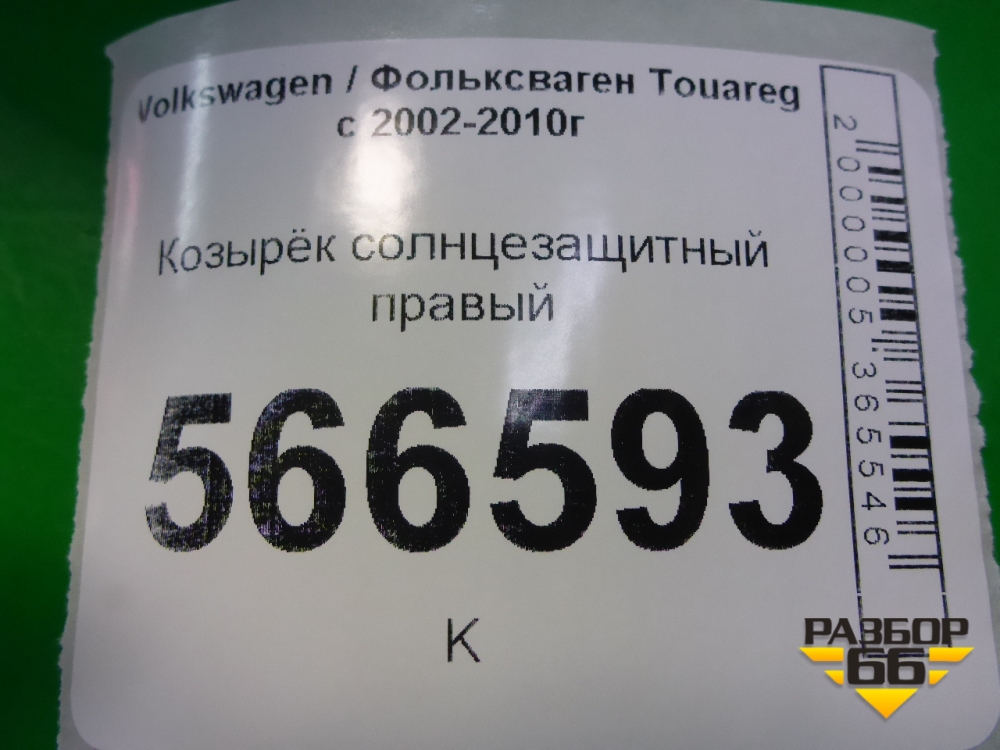 Volkswagen / Фольксваген Touareg
с 2002-2010г
Козырёк солнцезащитный
правый
566593
К
2000005365546
РАЗБОР
66